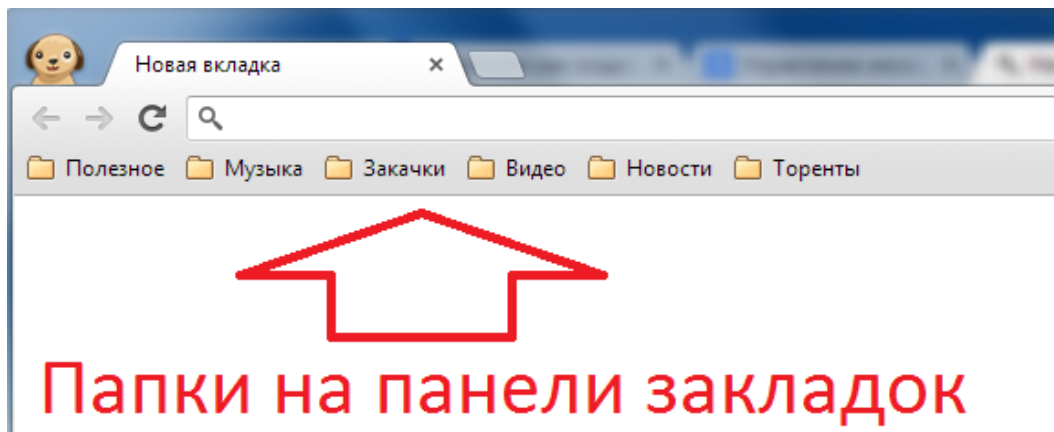 Новая вкладка
Полезное Музыка Закачки Видео Новости Торенты
Папки на панели закладок